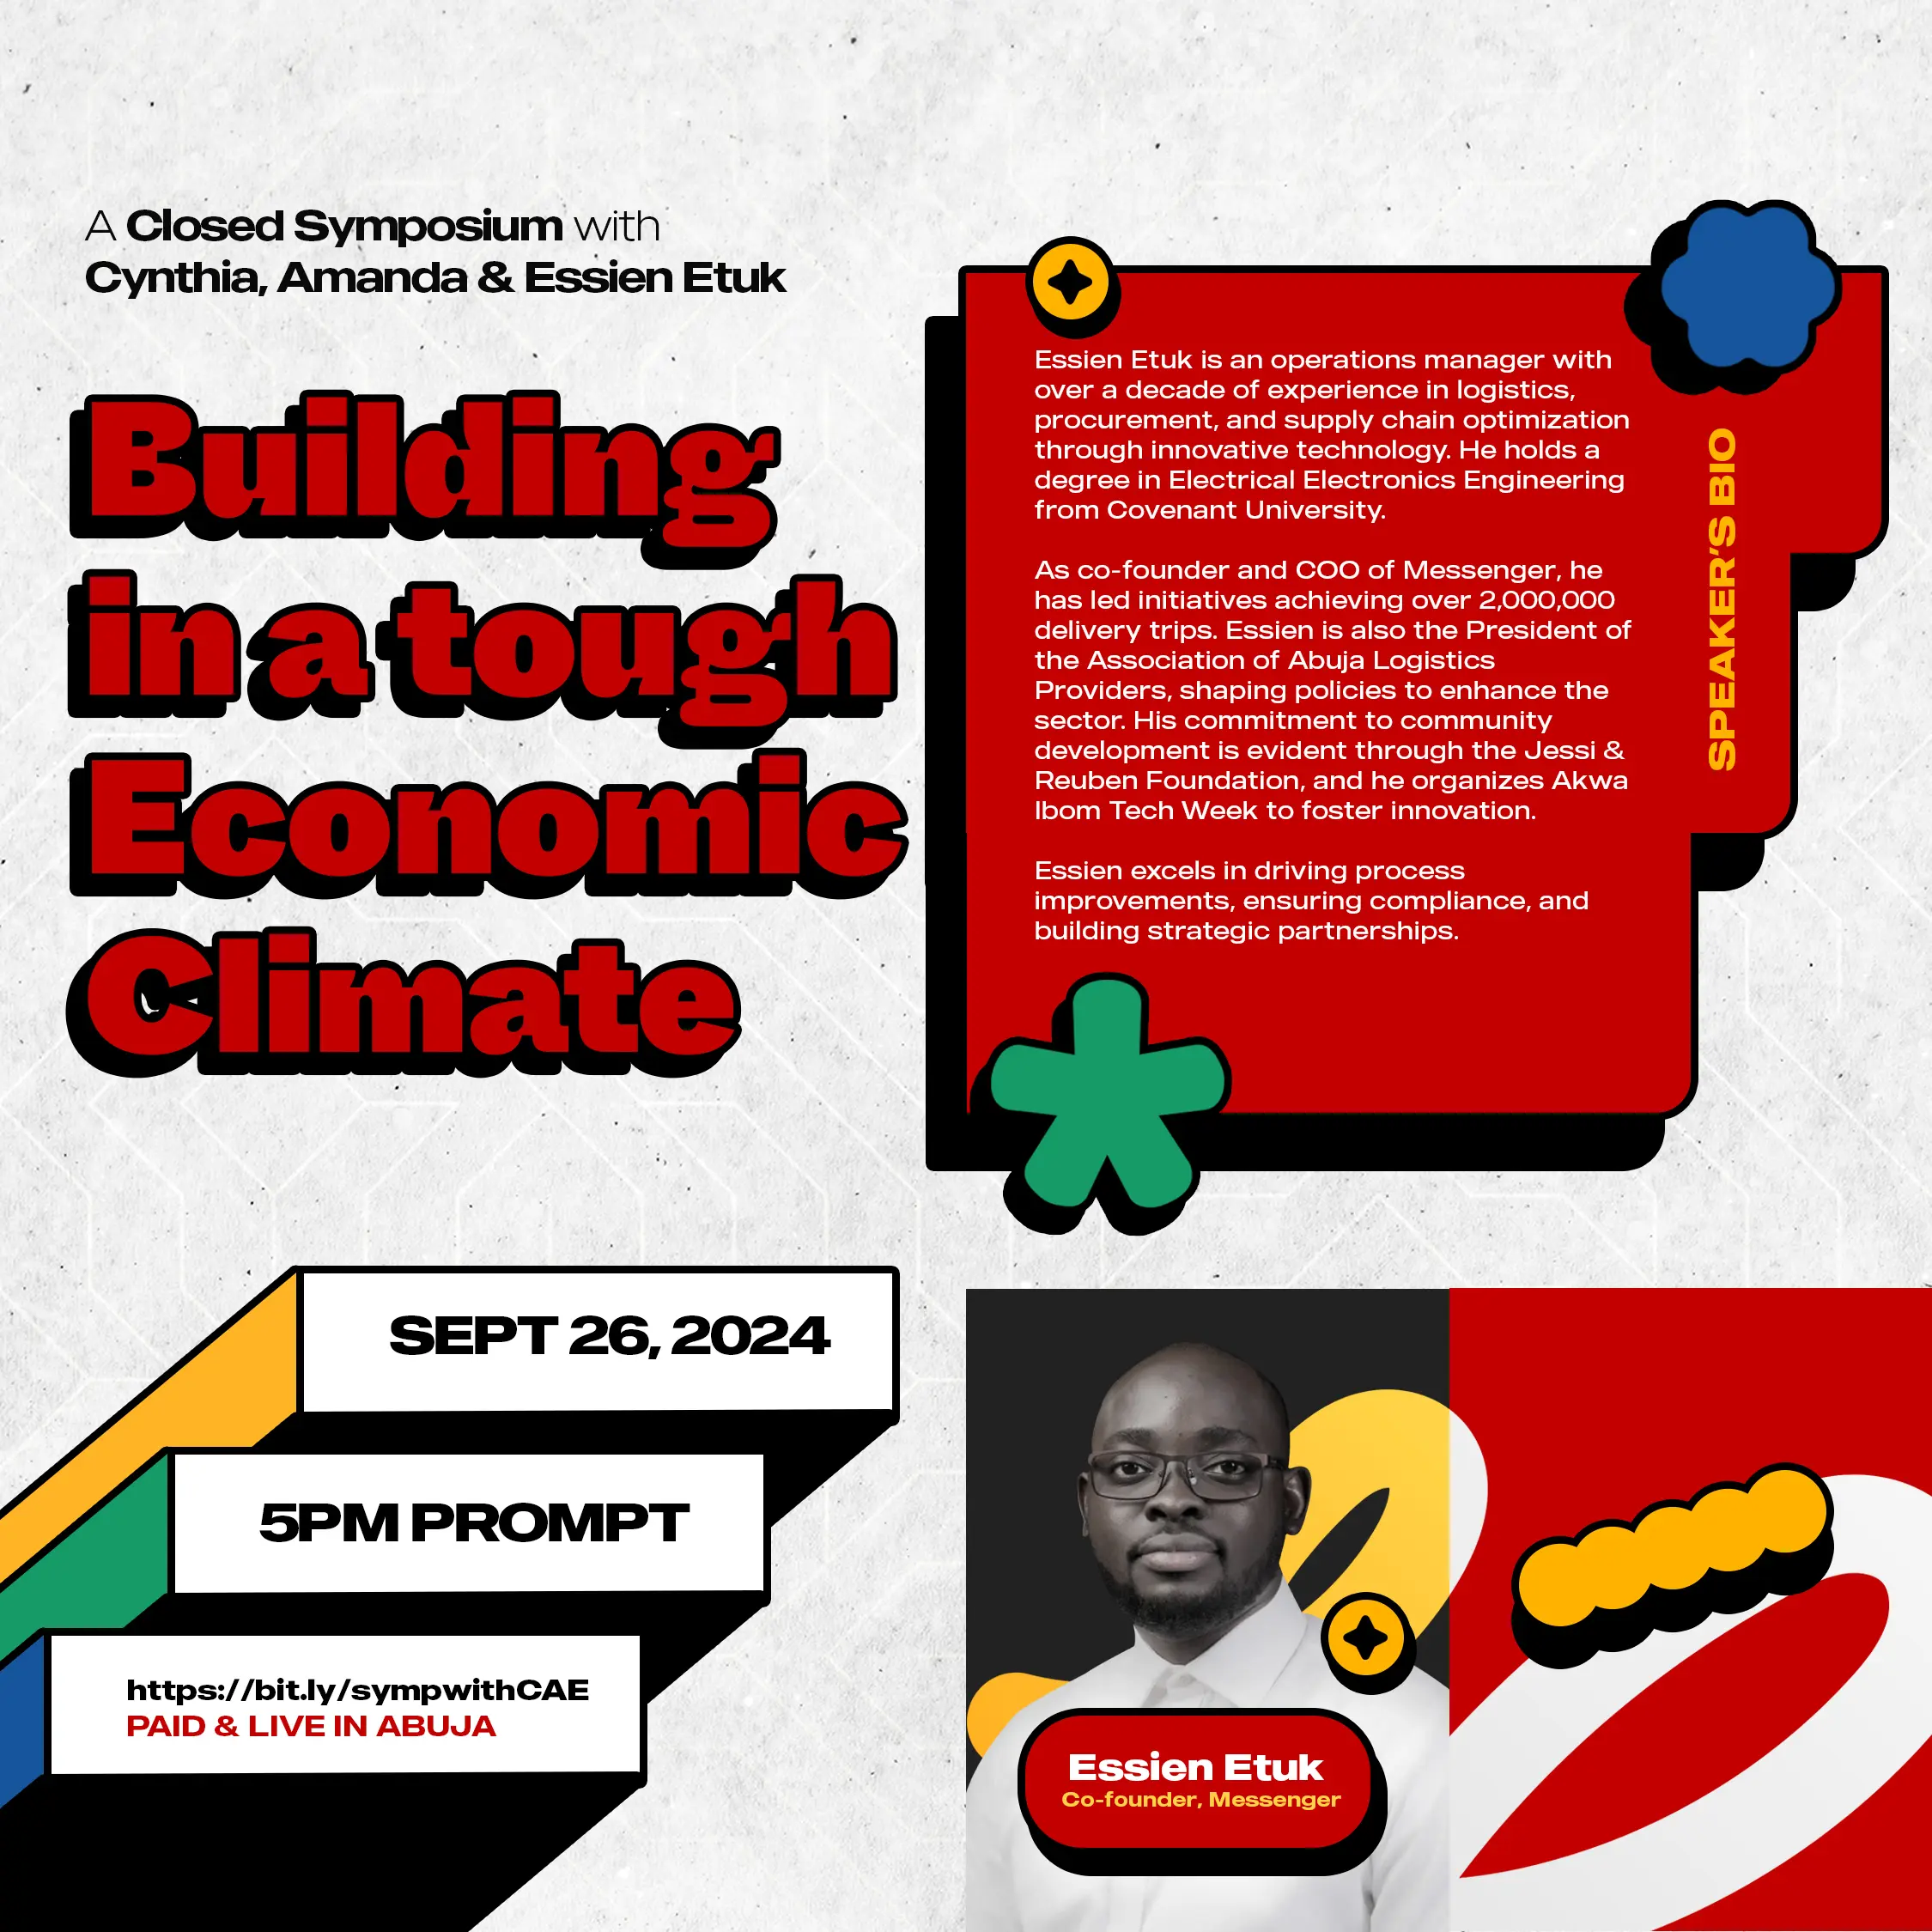 A Closed Symposium with
Cynthia, Amanda & Essien Etuk
Building
in a tough
Economic
Climate
Essien Etuk is an operations manager with
over a decade of experience in logistics,
procurement, and supply chain optimization
through innovative technology. He holds a
degree in Electrical Electronics Engineering
from Covenant University.
As co-founder and COO of Messenger, he
has led initiatives achieving over 2,000,000
delivery trips. Essien is also the President of
the Association of Abuja Logistics
Providers, shaping policies to enhance the
sector. His commitment to community
development is evident through the Jessi &
Reuben Foundation, and he organizes Akwa
Ibom Tech Week to foster innovation.
Essien excels in driving process
improvements, ensuring compliance, and
building strategic partnerships.
SPEAKER'S BIO
SEPT 26, 2024
5PM PROMPT
https://bit.ly/sympwithCAE
PAID & LIVE IN ABUJA
Essien Etuk
Co-founder, Messenger